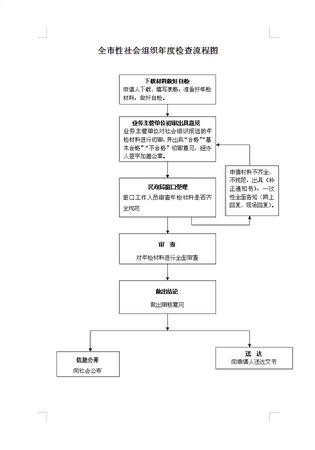 全市性社会组织年度检查流程图
下载材料做好自检
申请人下载、填写表格，准备好年检
材料，做好自检。
业务主管单位初审出具意见
业务主管单位对社会组织报送的年
检材料进行初审，并出具“合格”“基
本合格”“不合格”初审意见，经办
人签字加盖公章。
申请材料不齐全、
不规范，出具《补
正通知书》，一次
性全面告知（网上
回复、现场回复）。
民政局窗口受理
窗口工作人员审查年检材料是否齐
全规范
审 查
对年检材料进行全面审查
做出结论
做出审核意见
信息公开
向社会公布
送 达
向申请人送达文书